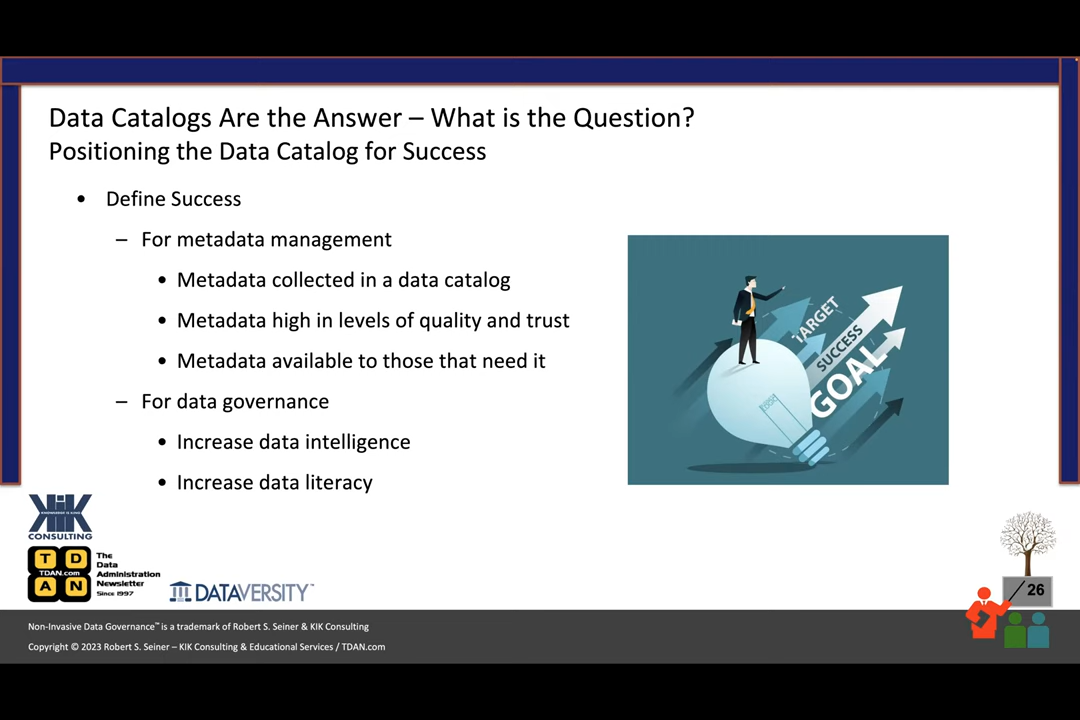 Data Catalogs Are the Answer – What is the Question?
Positioning the Data Catalog for Success
• Define Success
– For metadata management
• Metadata collected in a data catalog
• Metadata high in levels of quality and trust
• Metadata available to those that need it
– For data governance
• Increase data intelligence
• Increase data literacy
TARGET
SUCCESS
GOAL
KIK
KNOWLEDGE IS KING
CONSULTING
T D
TDAN.com
A N
The
Data
Administration
Newsletter
Since 1997
DATAVERSITY™
26
Non-Invasive Data Governance™ is a trademark of Robert S. Seiner & KIK Consulting
Copyright © 2023 Robert S. Seiner – KIK Consulting & Educational Services / TDAN.com